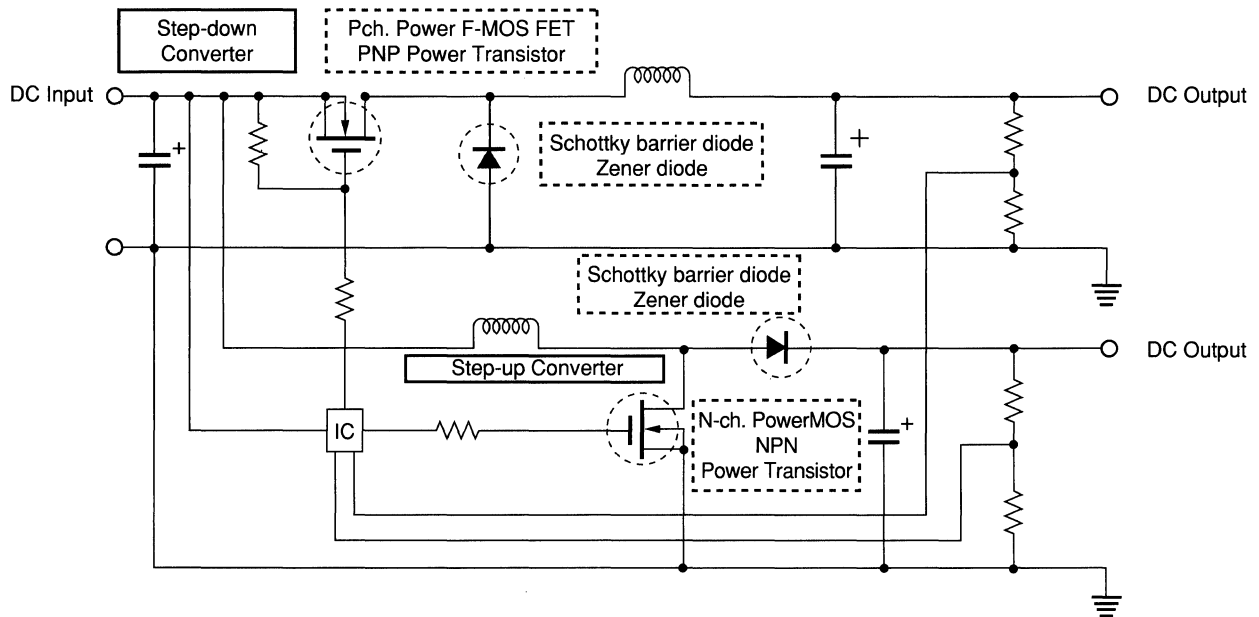 Step-down
Converter
Pch. Power F-MOS FET
PNP Power Transistor
DC Input
DC Output
+
+
Schottky barrier diode
Zener diode
Schottky barrier diode
Zener diode
DC Output
Step-up Converter
IC
N-ch. PowerMOS
NPN
Power Transistor
+